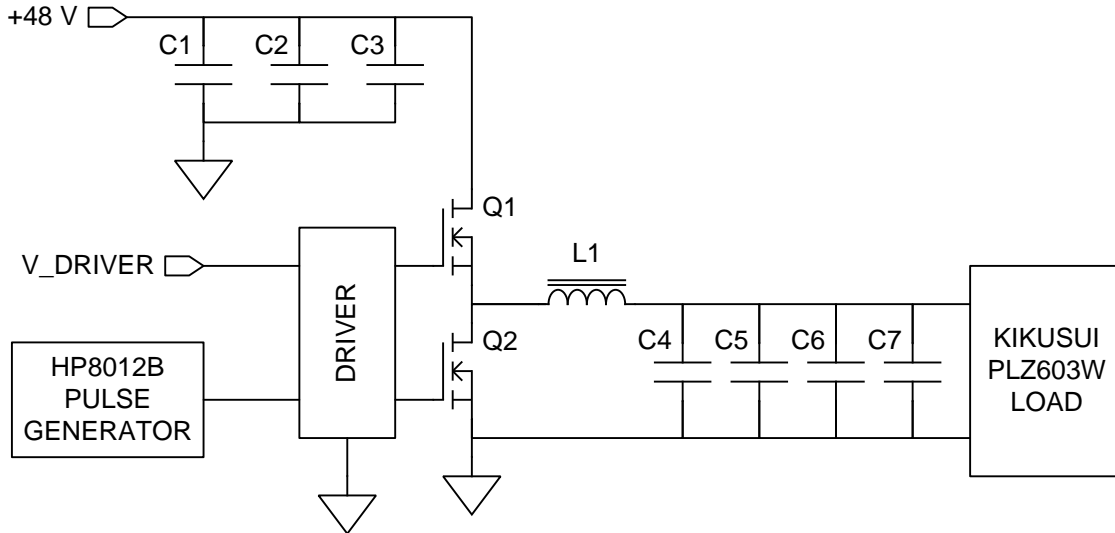 +48 V
C1
C2
C3
Q1
V_DRIVER
L1
DRIVER
Q2
C4
C5
C6
C7
HP8012B
PULSE
GENERATOR
KIKUSUI
PLZ603W
LOAD